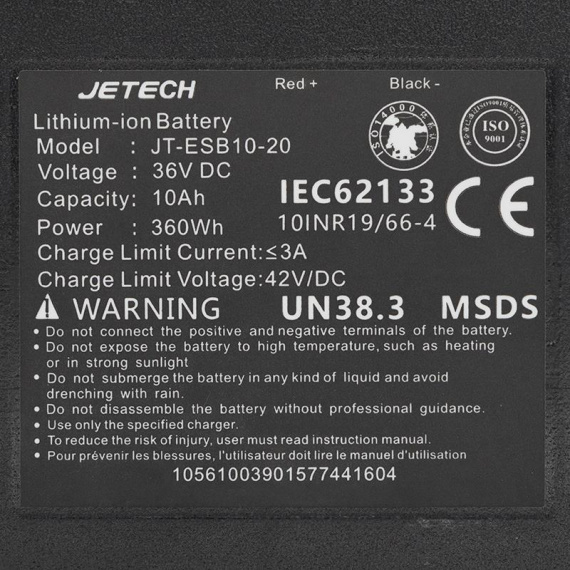 JETECH
Red + Black -
Lithium-ion Battery
Model : JT-ESB10-20
Voltage : 36V DC
Capacity: 10Ah
Power : 360Wh
IEC62133
10INR19/66-4
CE
ISO14000
ISO9001
ISO
9001
Charge Limit Current:≤3A
Charge Limit Voltage:42V/DC
WARNING UN38.3 MSDS
• Do not connect the positive and negative terminals of the battery.
• Do not expose the battery to high temperature, such as heating
or in strong sunlight
• Do not submerge the battery in any kind of liquid and avoid
drenching with rain.
• Do not disassemble the battery without professional guidance.
• Use only the specified charger.
• To reduce the risk of injury, user must read instruction manual.
• Pour prévenir les blessures, l'utilisateur doit lire le manuel d'utilisation
10561003901577441604